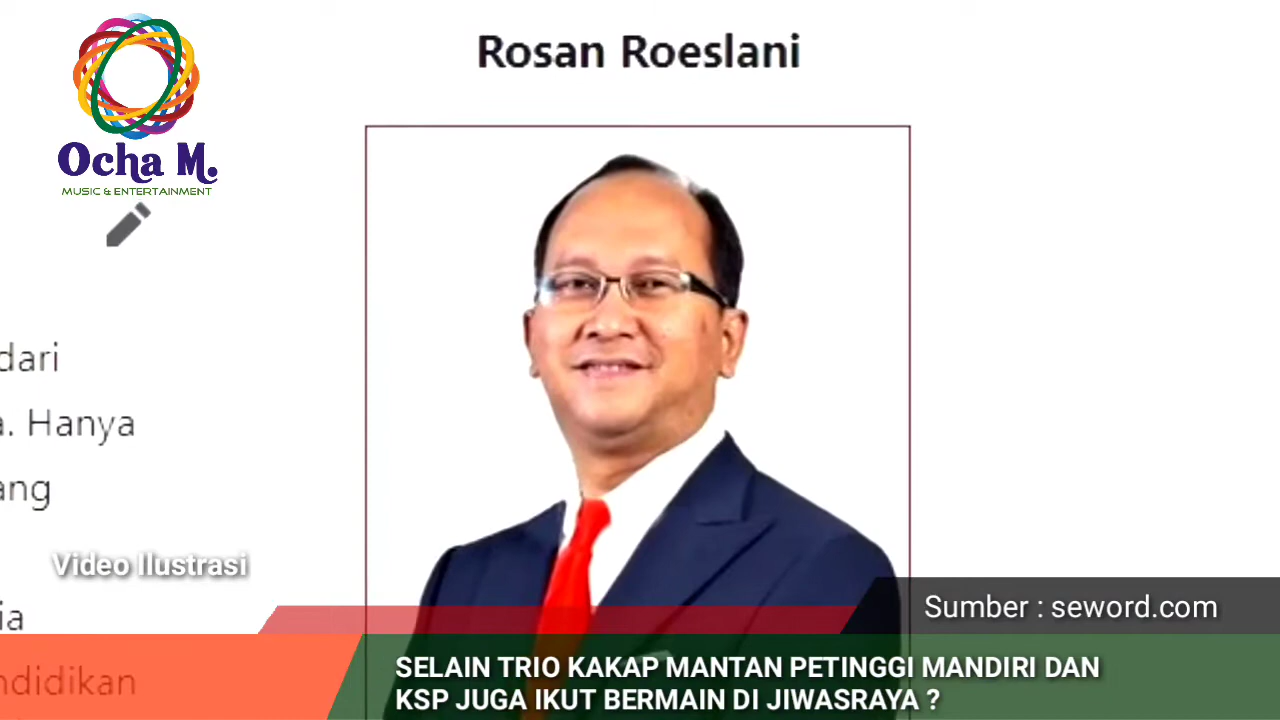 Rosan Roeslani
Ocha M.
MUSIC & ENTERTAINMENT
dari
a. Hanya
ang
Video Ilustrasi
ia
ndidikan
Sumber : seword.com
SELAIN TRIO KAKAP MANTAN PETINGGI MANDIRI DAN
KSP JUGA IKUT BERMAIN DI JIWASRAYA ?